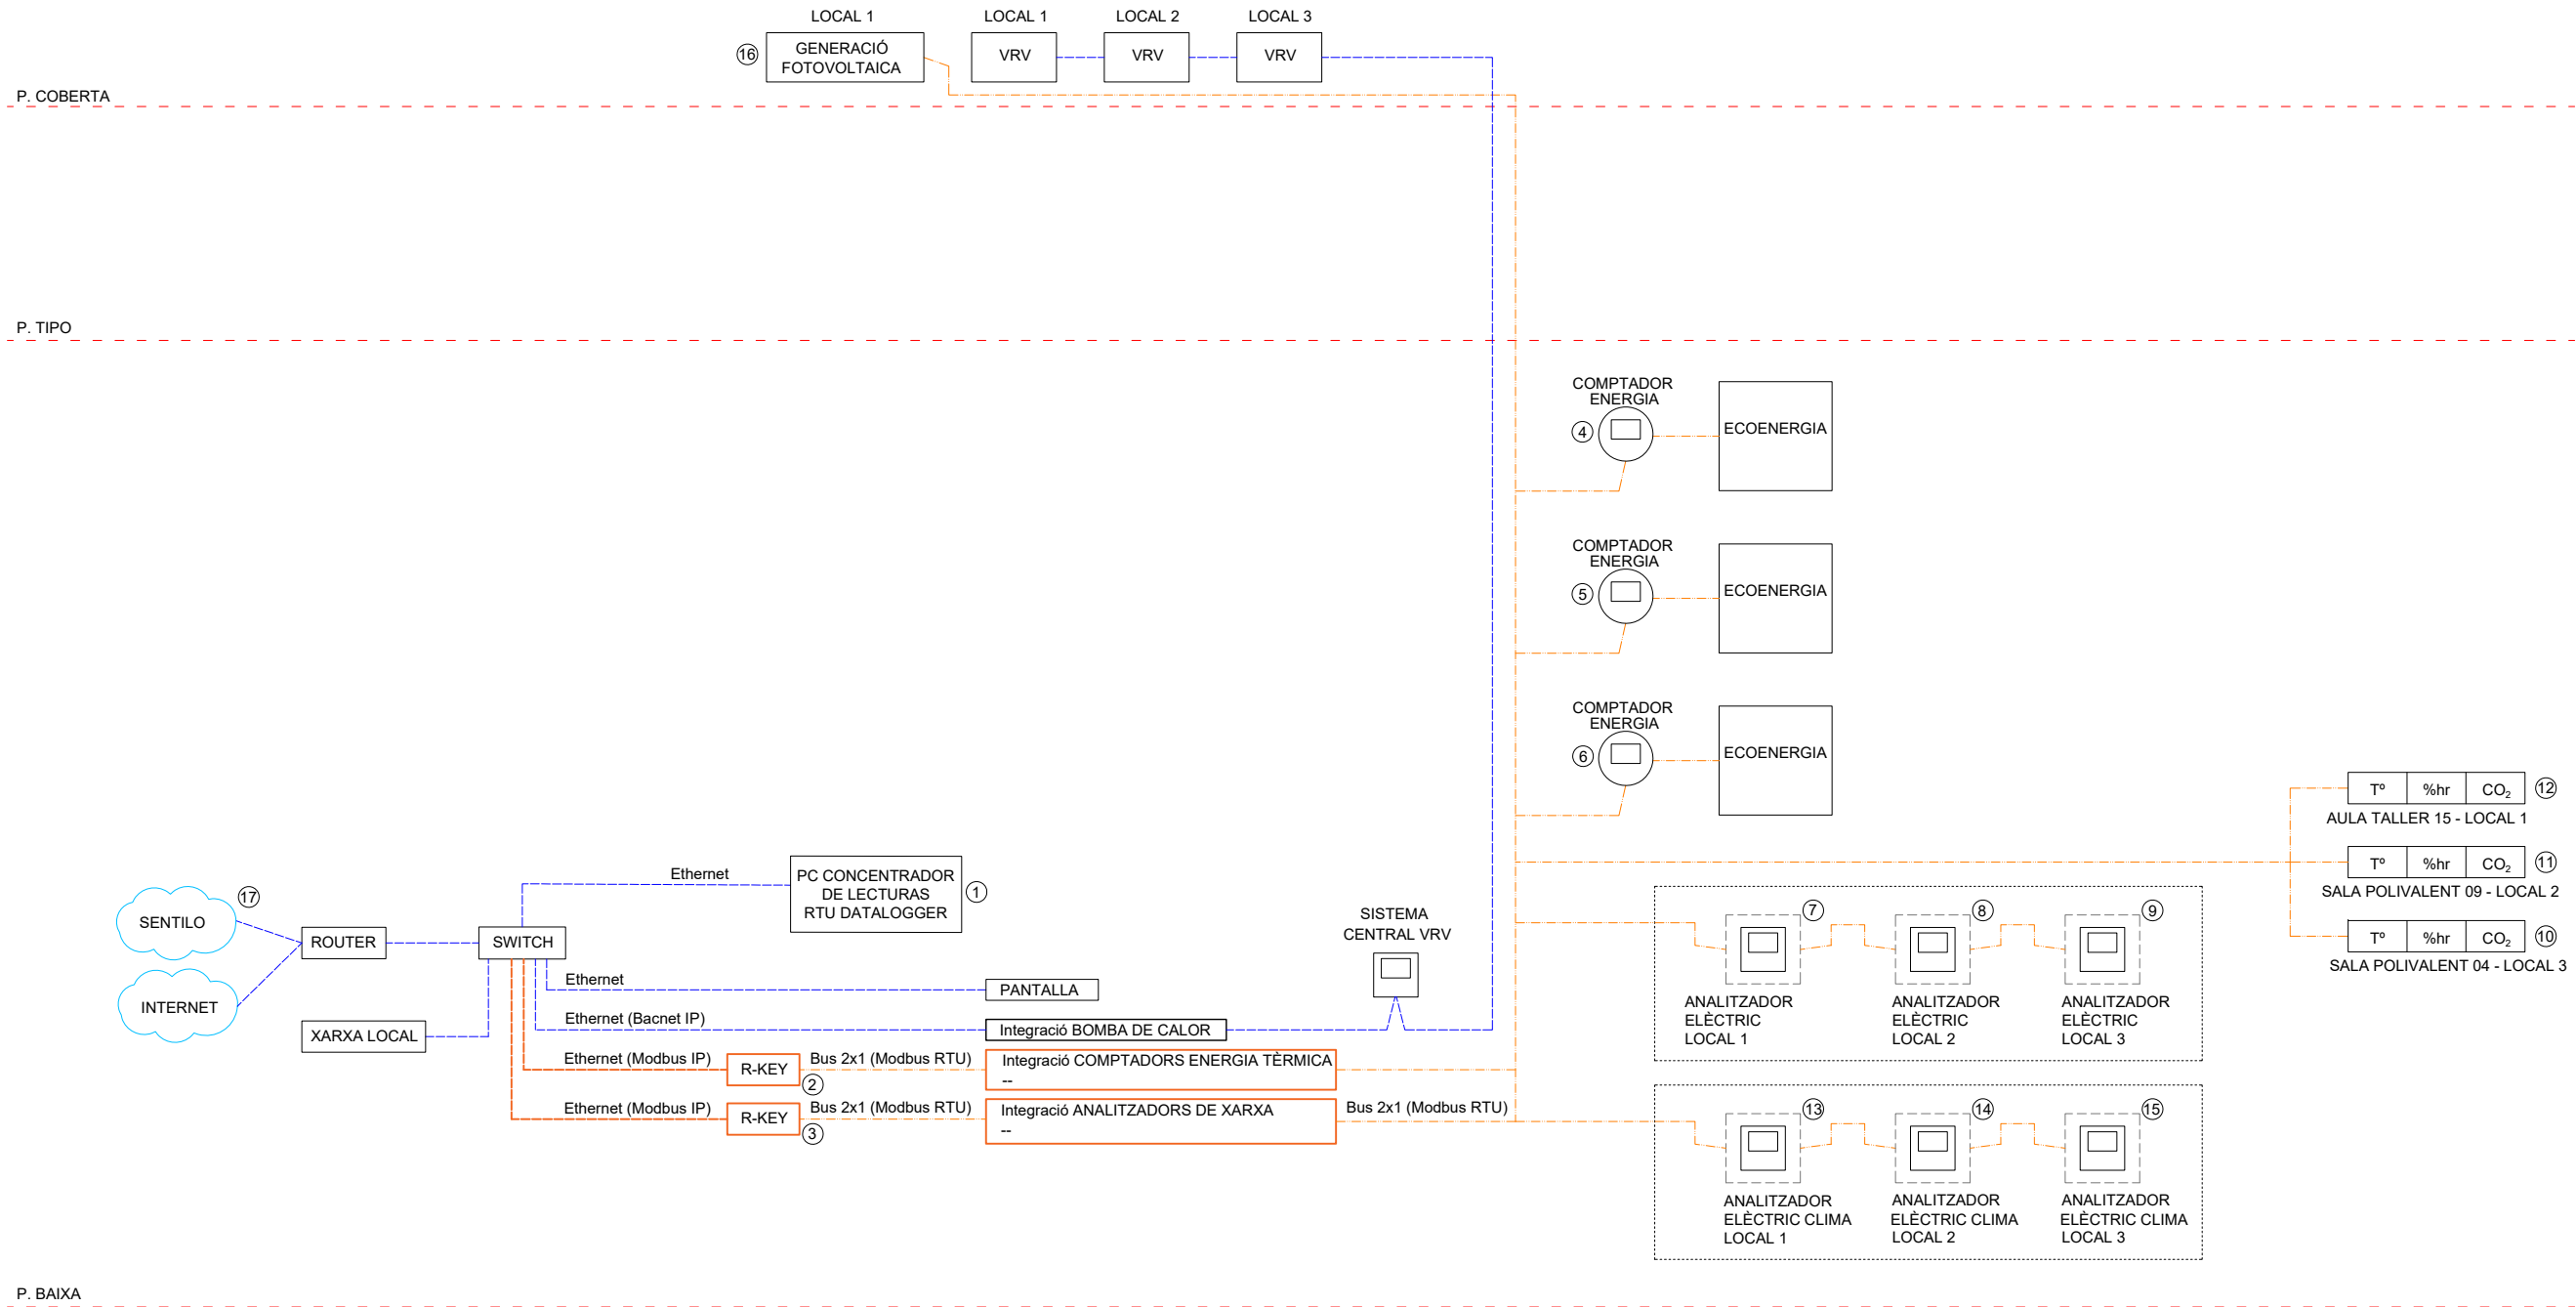 LOCAL 1
LOCAL 1
LOCAL 2
LOCAL 3
16
GENERACIÓ
FOTOVOLTAICA
VRV
VRV
VRV
P. COBERTA
P. TIPO
COMPTADOR
ENERGIA
4
ECOENERGIA
COMPTADOR
ENERGIA
5
ECOENERGIA
COMPTADOR
ENERGIA
6
ECOENERGIA
Tº %hr CO₂ 12
AULA TALLER 15 - LOCAL 1
Tº %hr CO₂ 11
SALA POLIVALENT 09 - LOCAL 2
Tº %hr CO₂ 10
SALA POLIVALENT 04 - LOCAL 3
Ethernet
PC CONCENTRADOR
DE LECTURAS
RTU DATALOGGER
1
17
SENTILO
INTERNET
ROUTER
SWITCH
XARXA LOCAL
SISTEMA
CENTRAL VRV
Ethernet
PANTALLA
Ethernet (Bacnet IP)
Integració BOMBA DE CALOR
Ethernet (Modbus IP)
R-KEY
2
Bus 2x1 (Modbus RTU)
Integració COMPTADORS ENERGIA TÈRMICA
--
Ethernet (Modbus IP)
R-KEY
3
Bus 2x1 (Modbus RTU)
Integració ANALITZADORS DE XARXA
--
Bus 2x1 (Modbus RTU)
7
ANALITZADOR
ELÈCTRIC
LOCAL 1
8
ANALITZADOR
ELÈCTRIC
LOCAL 2
9
ANALITZADOR
ELÈCTRIC
LOCAL 3
13
ANALITZADOR
ELÈCTRIC CLIMA
LOCAL 1
14
ANALITZADOR
ELÈCTRIC CLIMA
LOCAL 2
15
ANALITZADOR
ELÈCTRIC CLIMA
LOCAL 3
P. BAIXA